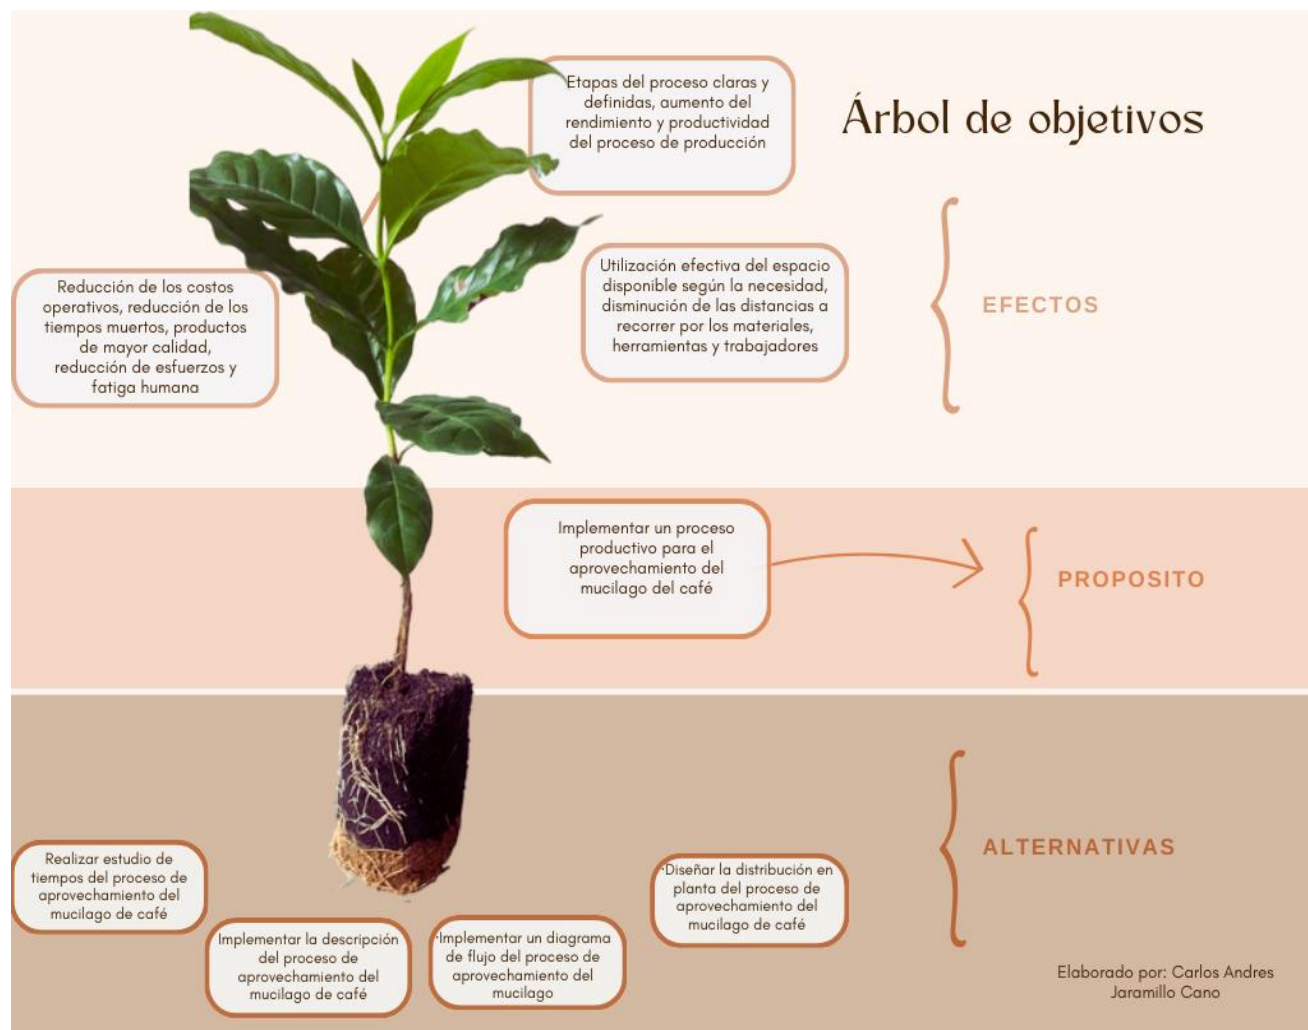 Árbol de objetivos
Etapas del proceso claras y
definidas, aumento del
rendimiento y productividad
del proceso de producción
Utilización efectiva del espacio
disponible según la necesidad,
disminución de las distancias a
recorrer por los materiales,
herramientas y trabajadores
Reducción de los costos
operativos, reducción de los
tiempos muertos, productos
de mayor calidad,
reducción de esfuerzos y
fatiga humana
EFECTOS
Implementar un proceso
productivo para el
aprovechamiento del
mucilago del café
PROPOSITO
Realizar estudio de
tiempos del proceso de
aprovechamiento del
mucilago de café
Implementar la descripción
del proceso de
aprovechamiento del
mucilago de café
·Implementar un diagrama
de flujo del proceso de
aprovechamiento del
mucilago
·Diseñar la distribución en
planta del proceso de
aprovechamiento del
mucilago de café
ALTERNATIVAS
Elaborado por: Carlos Andres
Jaramillo Cano